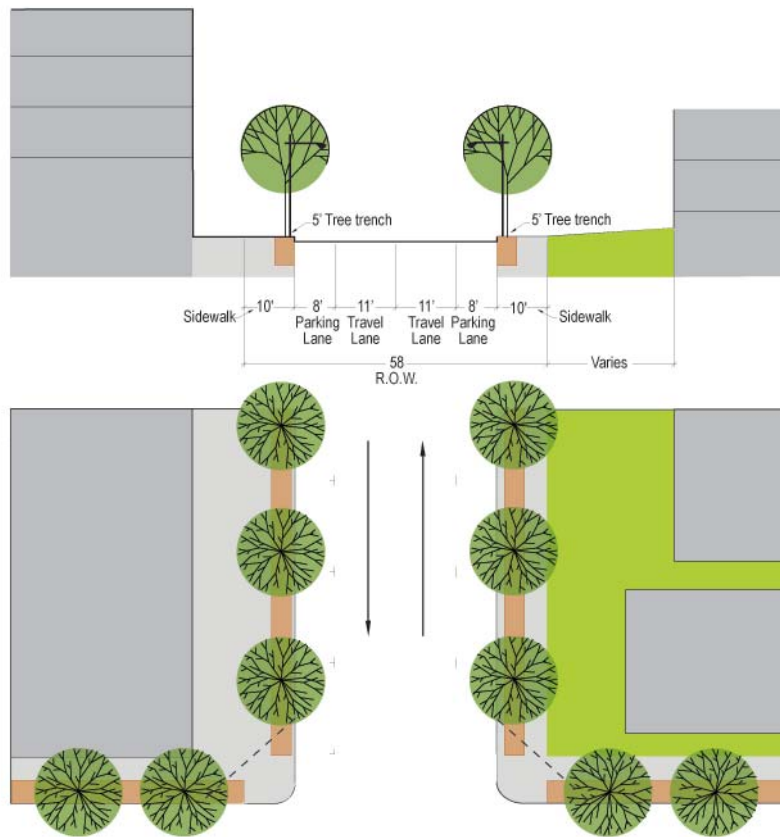 5' Tree trench
5' Tree trench
10' 8' 11' 11' 8' 10'
Sidewalk Parking Travel Travel Parking Sidewalk
Lane Lane Lane Lane
58 Varies
R.O.W.